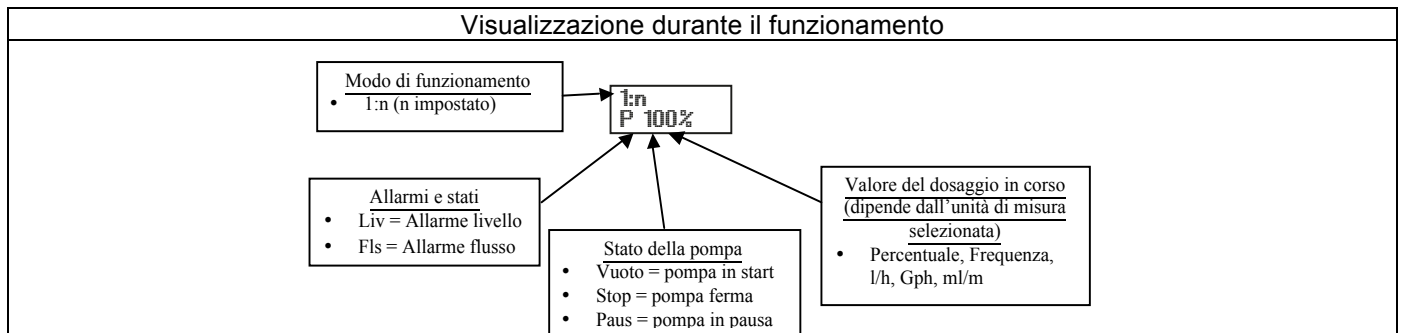 Visualizzazione durante il funzionamento
Modo di funzionamento
• 1:n (n impostato)
1:n
P 100%
Allarmi e stati
• Liv = Allarme livello
• Fls = Allarme flusso
Stato della pompa
• Vuoto = pompa in start
• Stop = pompa ferma
• Paus = pompa in pausa
Valore del dosaggio in corso
(dipende dall'unità di misura
selezionata)
• Percentuale, Frequenza,
l/h, Gph, ml/m